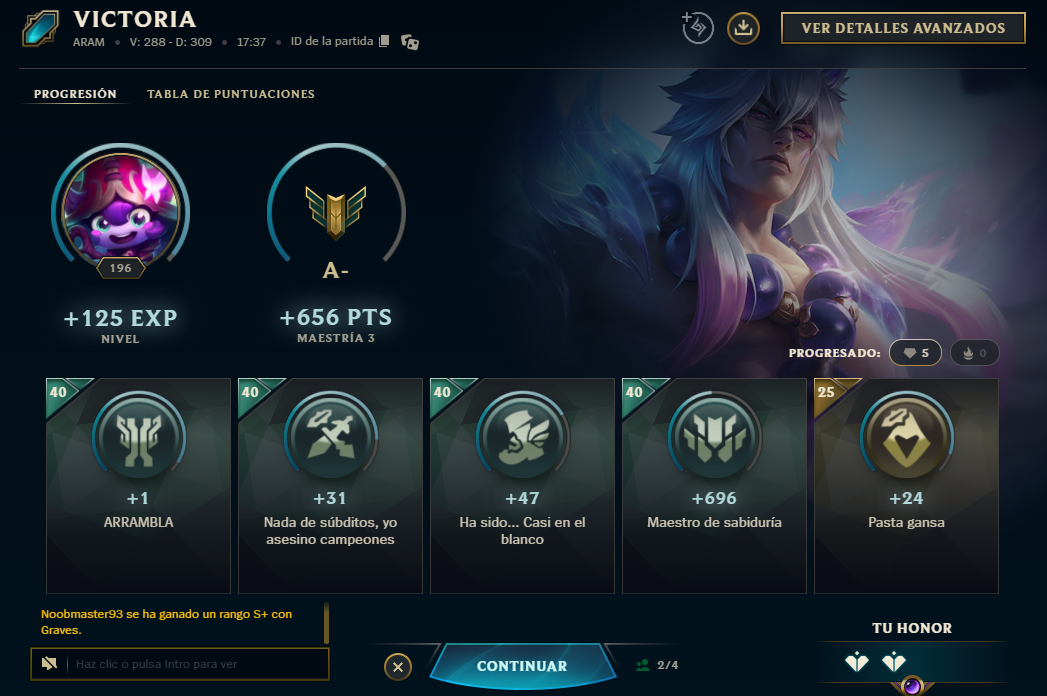 VICTORIA
ARAM • V: 288 - D: 309 • 17:37 • ID de la partida
VER DETALLES AVANZADOS
PROGRESIÓN
TABLA DE PUNTUACIONES
196
A-
+125 EXP
NIVEL
+656 PTS
MAESTRÍA 3
PROGRESADO:
5
0
40
+1
ARRAMBLA
40
+31
Nada de súbditos, yo
asesino campeones
40
+47
Ha sido... Casi en el
blanco
40
+696
Maestro de sabiduría
25
+24
Pasta gansa
Noobmaster93 se ha ganado un rango S+ con
Graves.
Haz clic o pulsa Intro para ver
CONTINUAR
2/4
TU HONOR